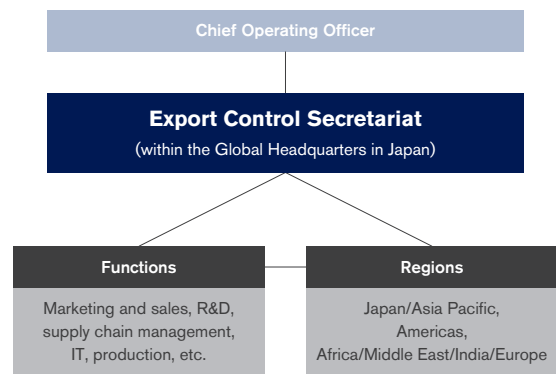 Chief Operating Officer
Export Control Secretariat
(within the Global Headquarters in Japan)
Functions
Marketing and sales, R&D,
supply chain management,
IT, production, etc.
Regions
Japan/Asia Pacific,
Americas,
Africa/Middle East/India/Europe